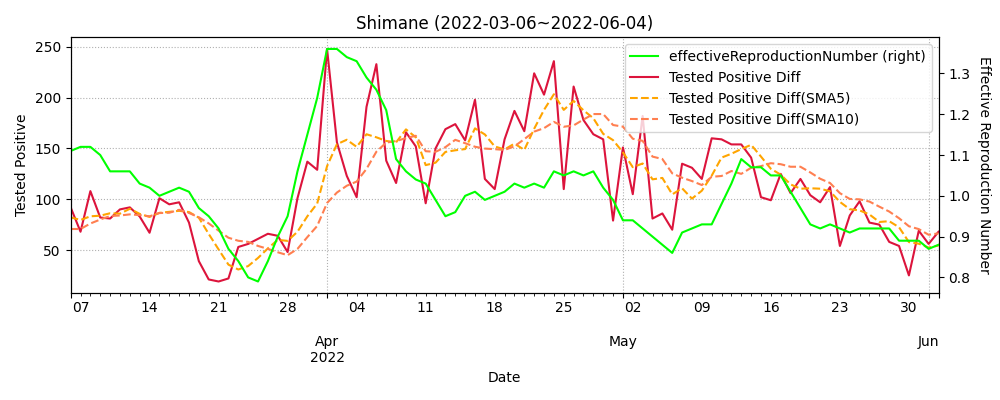 Shimane (2022-03-06~2022-06-04)
effectiveReproductionNumber (right)
Tested Positive Diff
Tested Positive Diff(SMA5)
Tested Positive Diff(SMA10)
Tested Positive
250
200
150
100
50
1.3
1.2
1.1
1.0
0.9
0.8
Effective Reproduction Number
07 14 21 28 04 11 18 25 02 09 16 23 30
Apr May Jun
2022
Date